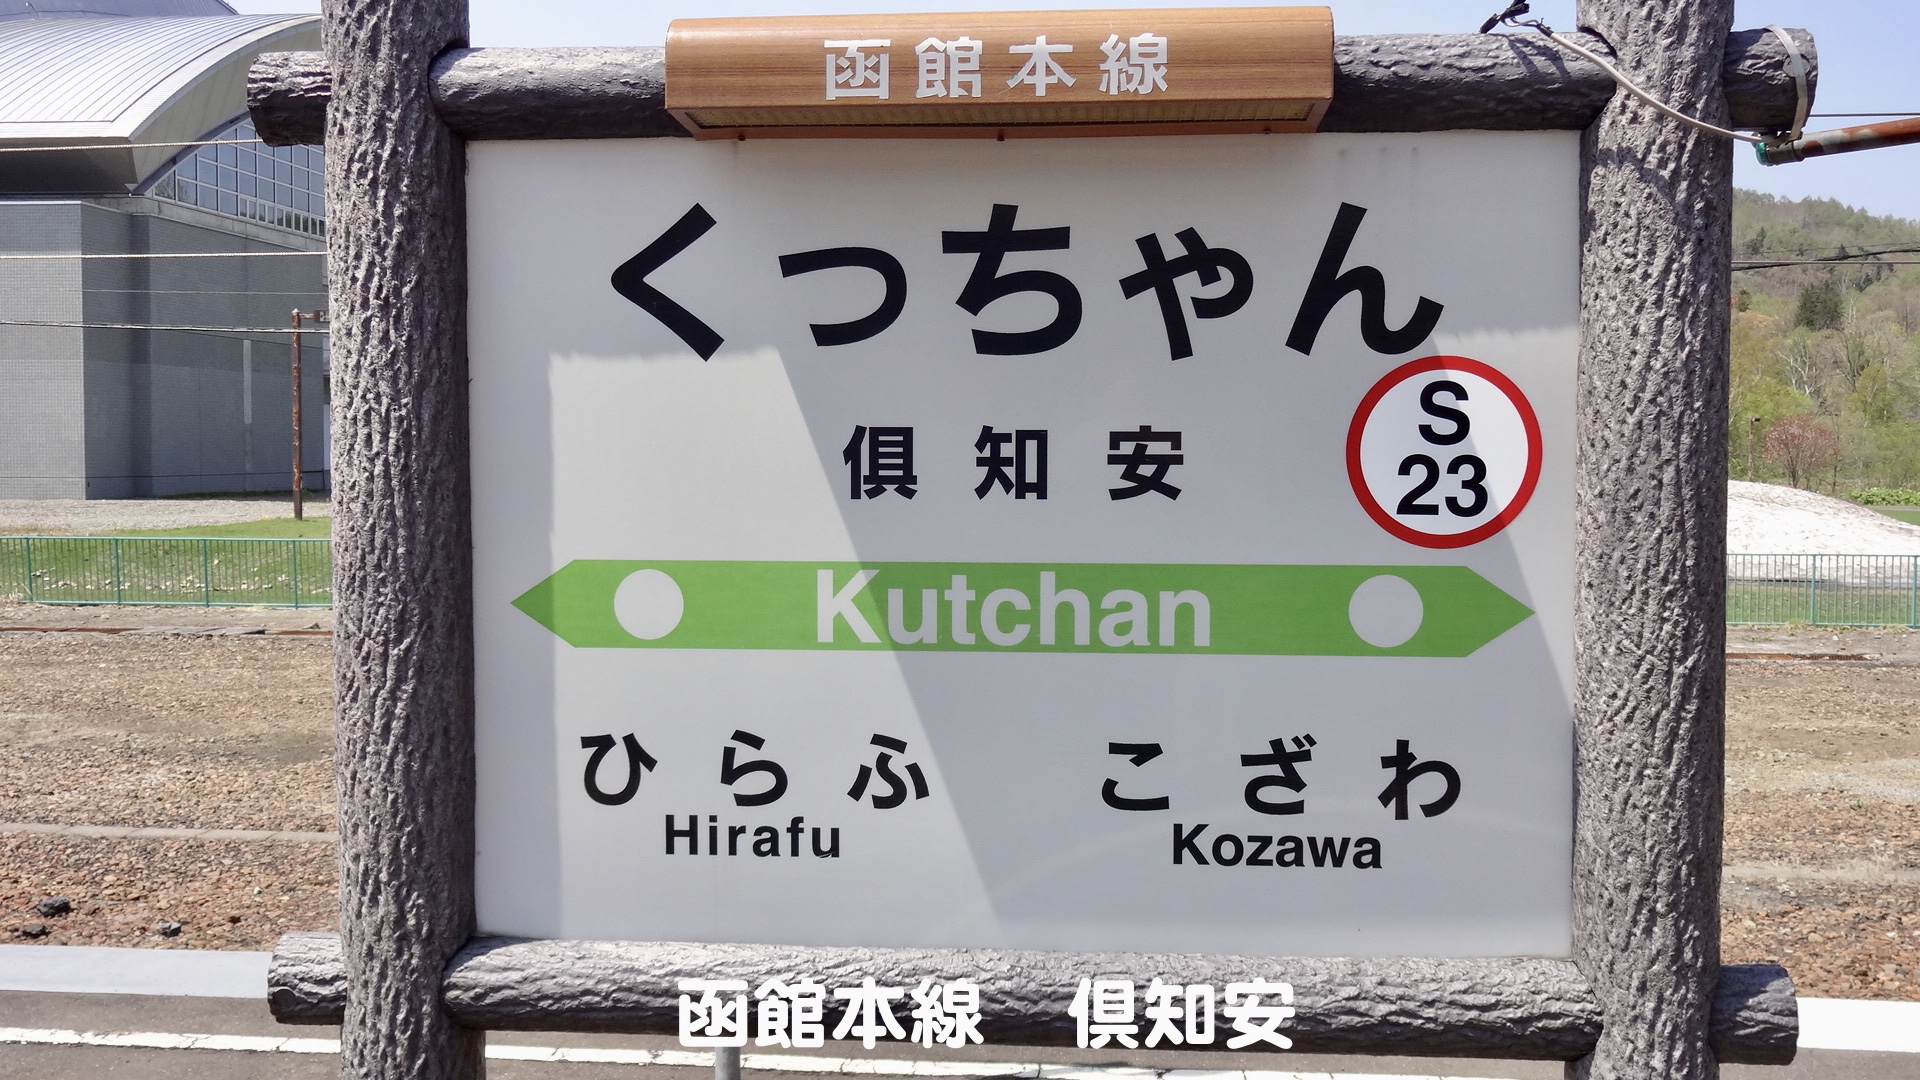 函館本線
くっちゃん
倶知安
S
23
Kutchan
ひらふ
Hirafu
こざわ
Kozawa
函館本線　倶知安